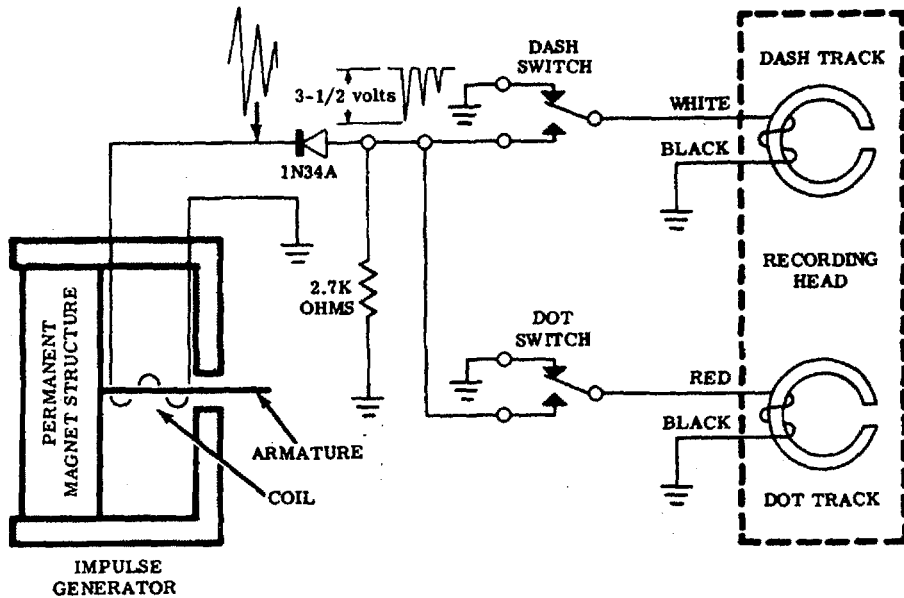 DASH
SWITCH
DASH TRACK
3-1/2 volts
WHITE
1N34A
BLACK
PERMANENT
MAGNET STRUCTURE
2.7K
OHMS
RECORDING
HEAD
DOT
SWITCH
RED
ARMATURE
BLACK
COIL
DOT TRACK
IMPULSE
GENERATOR